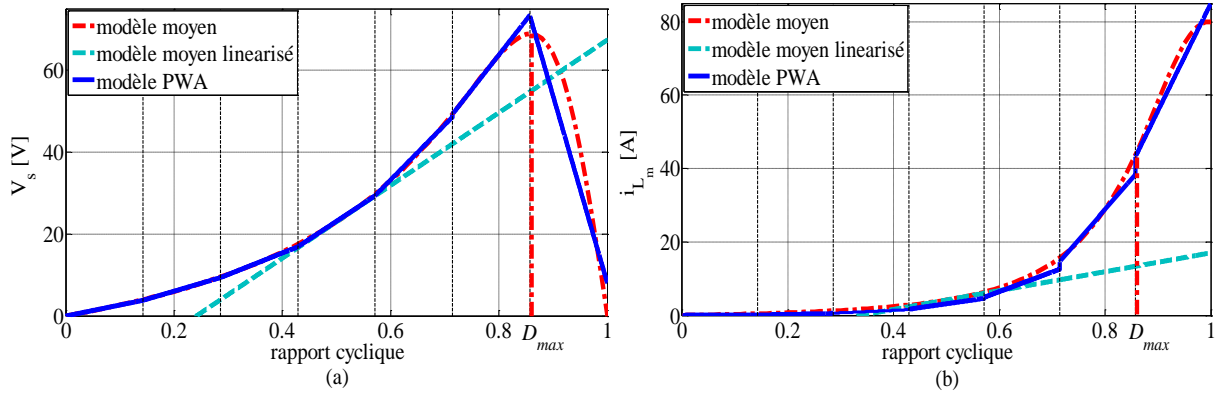 modèle moyen
modèle moyen linearisé
modèle PWA
V_s [V]
60
40
20
0
0 0.2 0.4 0.6 0.8 D_max 1
rapport cyclique
(a)
modèle moyen
modèle moyen linearisé
modèle PWA
i_L_m [A]
80
60
40
20
0
0 0.2 0.4 0.6 0.8 D_max 1
rapport cyclique
(b)